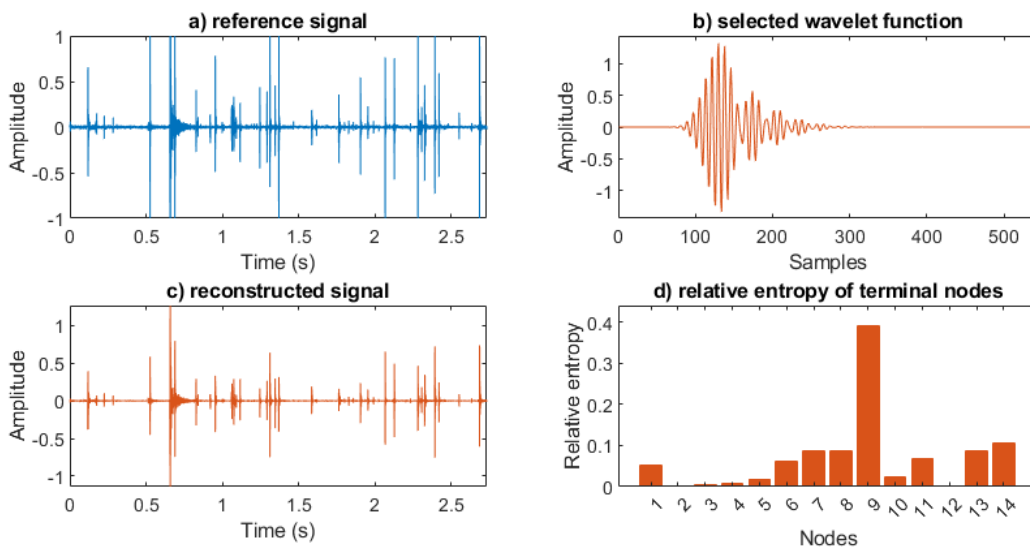 a) reference signal
1
0.5
0
-0.5
-1
Amplitude
0 0.5 1 1.5 2 2.5
Time (s)
b) selected wavelet function
1
0.5
0
-0.5
-1
Amplitude
0 100 200 300 400 500
Samples
c) reconstructed signal
1
0.5
0
-0.5
-1
Amplitude
0 0.5 1 1.5 2 2.5
Time (s)
d) relative entropy of terminal nodes
0.4
0.3
0.2
0.1
0
Relative entropy
1 2 3 4 5 6 7 8 9 10 11 12 13 14
Nodes